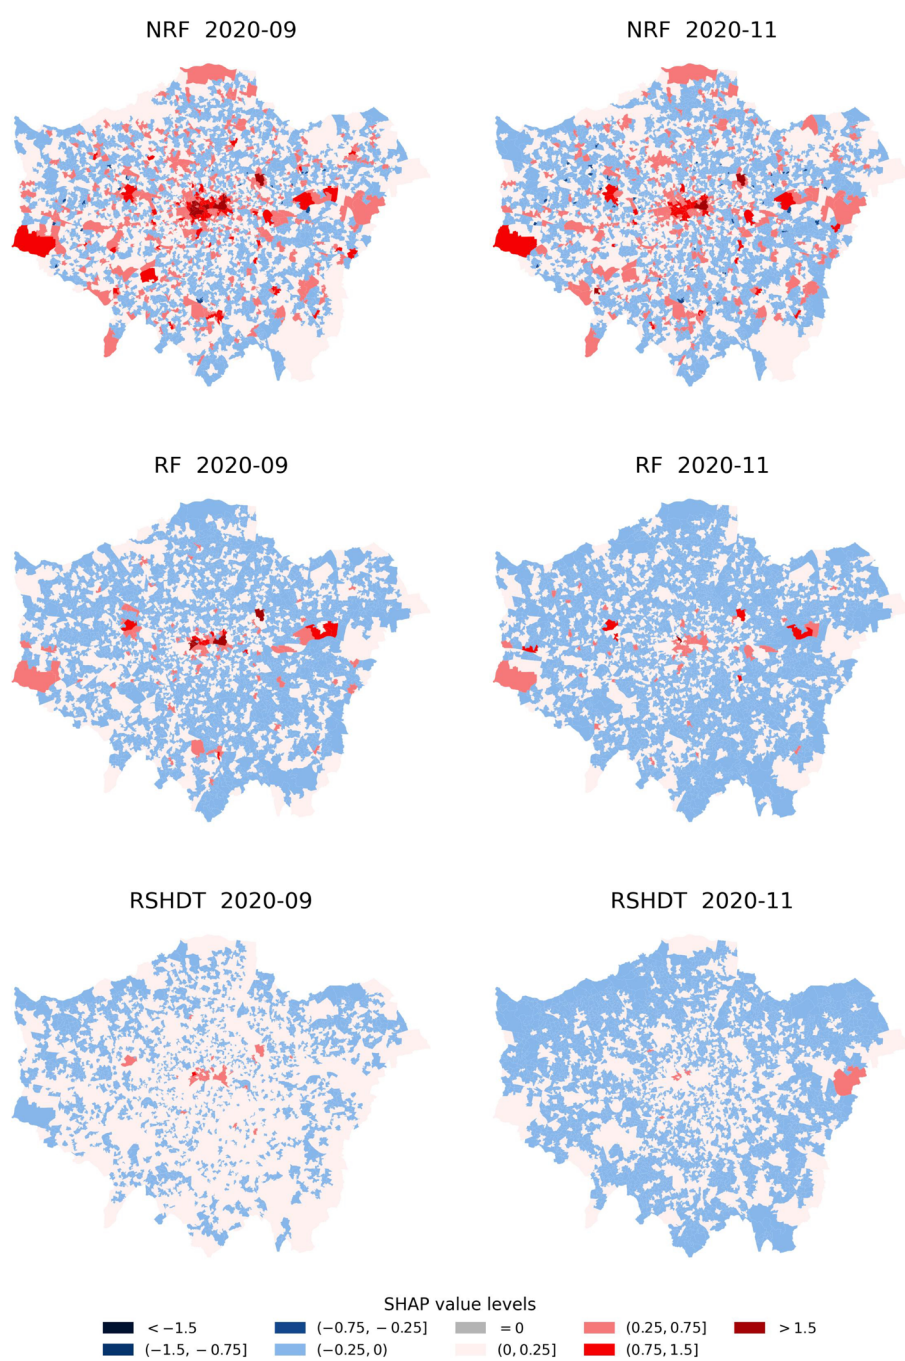 NRF 2020-09
NRF 2020-11
RF 2020-09
RF 2020-11
RSHDT 2020-09
RSHDT 2020-11
SHAP value levels
< −1.5
(−0.75, −0.25]
= 0
(0.25, 0.75]
> 1.5
(−1.5, −0.75]
(−0.25, 0)
(0, 0.25]
(0.75, 1.5]